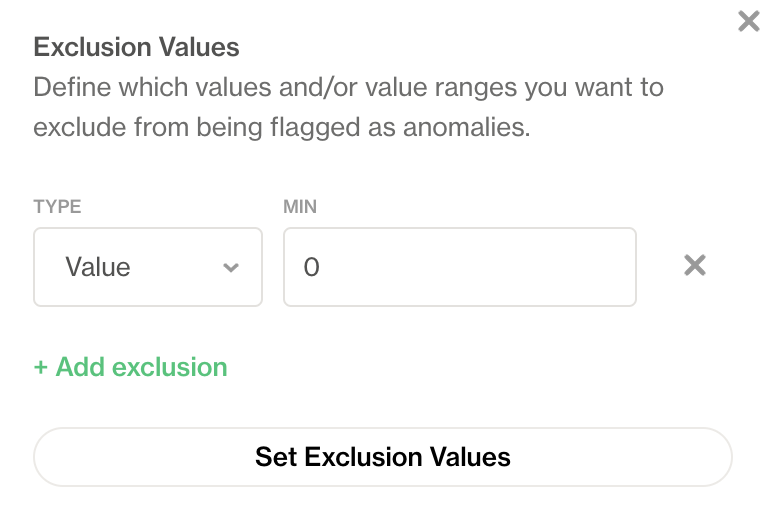 Exclusion Values
Define which values and/or value ranges you want to
exclude from being flagged as anomalies.
TYPE
MIN
Value
0
+ Add exclusion
Set Exclusion Values